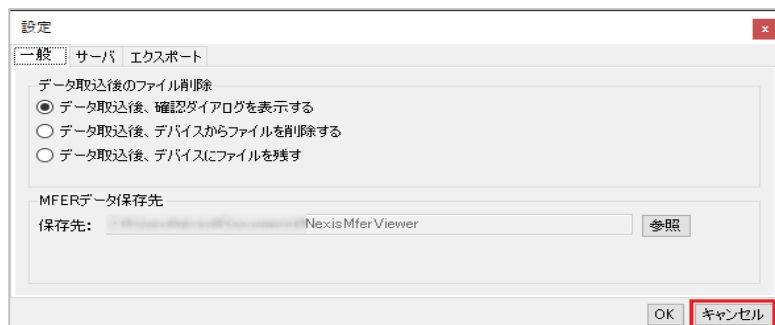 設定
x
一般 サーバ エクスポート
データ取込後のファイル削除
データ取込後、確認ダイアログを表示する
データ取込後、デバイスからファイルを削除する
データ取込後、デバイスにファイルを残す
MFERデータ保存先
保存先: NexisMferViewer 参照
OK キャンセル